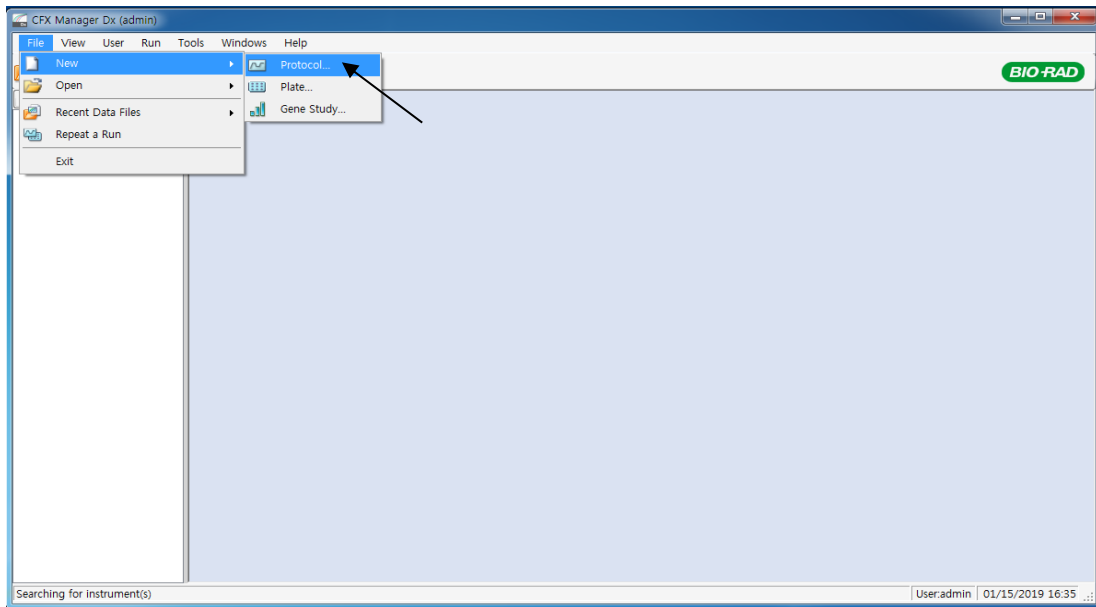 CFX Manager Dx (admin)
File View User Run Tools Windows Help
New
Protocol...
BIO-RAD
Open
Plate...
Recent Data Files
Gene Study...
Repeat a Run
Exit
Searching for instrument(s)
User:admin 01/15/2019 16:35